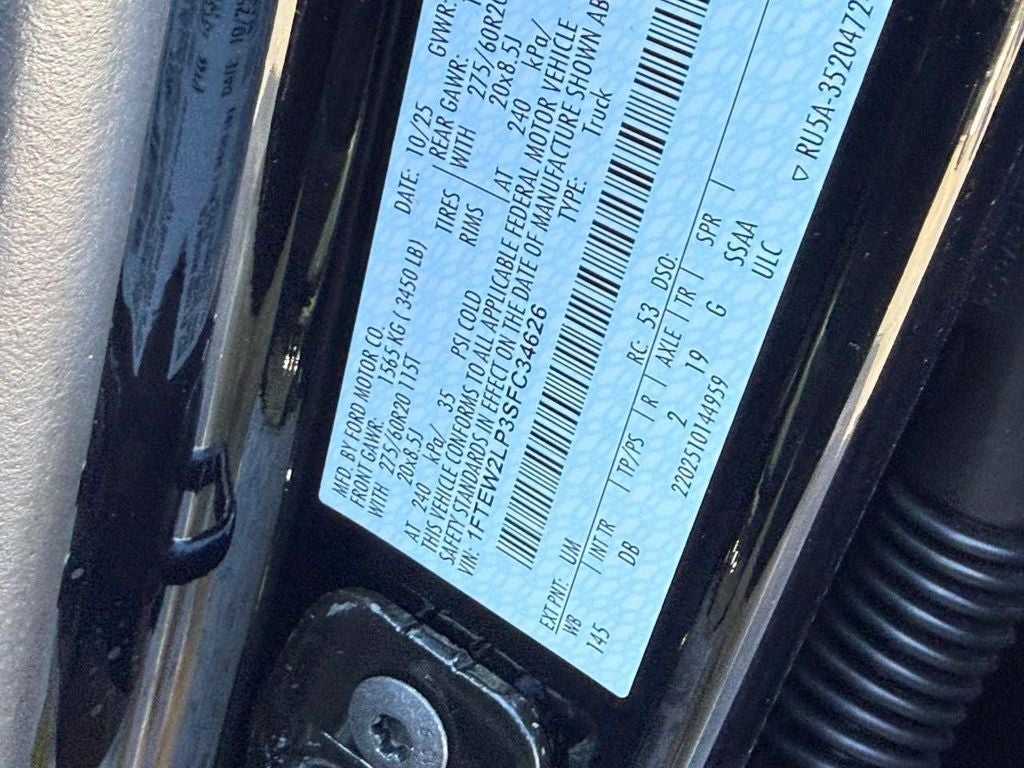 MFD. BY FORD MOTOR CO.
DATE: 10/25 GVWR:
FRONT GAWR: 1565 KG ( 3450 LB) REAR GAWR:
WITH 275/60R20 115T TIRES WITH 275/60R20
20x8.5J RIMS 20x8.5J
AT 240 kPa/ 35 PSI COLD AT 240 kPa/
THIS VEHICLE CONFORMS TO ALL APPLICABLE FEDERAL MOTOR VEHICLE
SAFETY STANDARDS IN EFFECT ON THE DATE OF MANUFACTURE SHOWN AB
VIN: 1FTEW2LP3SFC34626 TYPE: Truck
EXT PNT: UM RC: 53 DSO:
WB INT TR TP/PS R AXLE TR SPR
145 DB 2 19 G SSAA
220251014959 ULC
RU5A-3520472